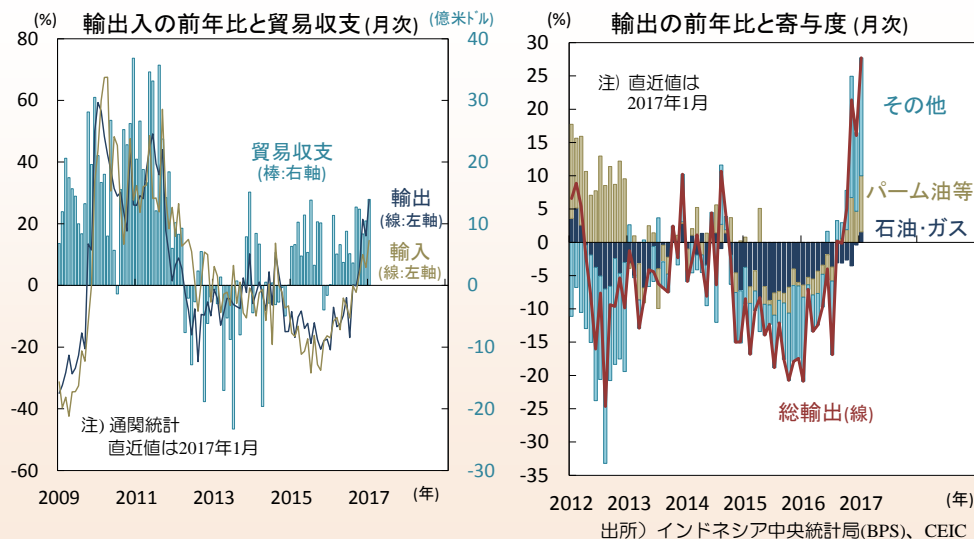 輸出入の前年比と貿易収支(月次)
(%)
(億米ドル)
80
60
40
20
0
-20
-40
-60
40
30
20
10
0
-10
-20
-30
貿易収支
(棒:右軸)
輸出
(線:左軸)
輸入
(線:左軸)
注) 通関統計
直近値は2017年1月
2009 2011 2013 2015 2017 (年)
輸出の前年比と寄与度(月次)
(%)
30
25
20
15
10
5
0
-5
-10
-15
-20
-25
-30
-35
注) 直近値は
2017年1月
その他
パーム油等
石油・ガス
総輸出(線)
2012 2013 2014 2015 2016 2017 (年)
出所）インドネシア中央統計局(BPS)、CEIC